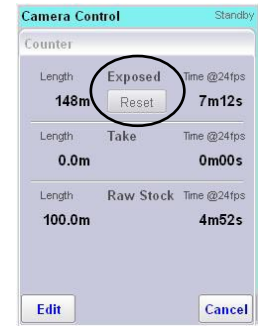 Camera Control Standby
Counter
Length Exposed Time @24fps
148m Reset 7m12s
Length Take Time @24fps
0.0m 0m00s
Length Raw Stock Time @24fps
100.0m 4m52s
Edit Cancel